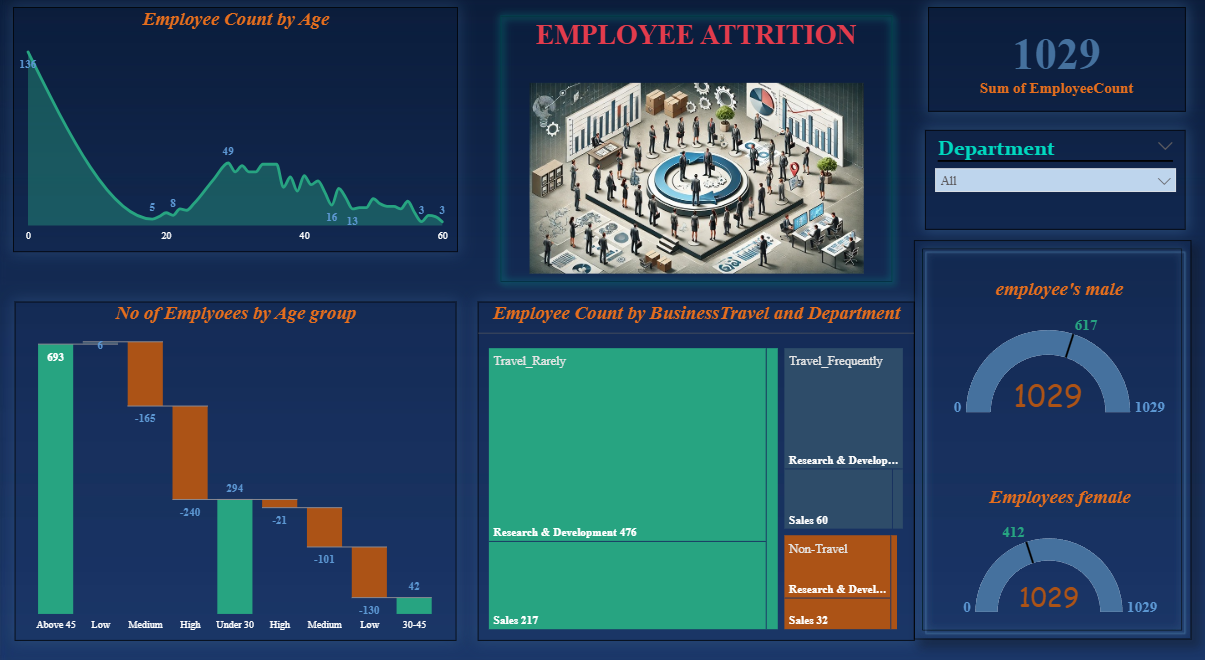 Employee Count by Age
136
49
5
8
16
13
3
3
0
20
40
60
EMPLOYEE ATTRITION
1029
Sum of EmployeeCount
Department
All
No of Emplyoees by Age group
693
6
-165
-240
294
-21
-101
-130
42
Above 45
Low
Medium
High
Under 30
High
Medium
Low
30-45
Employee Count by BusinessTravel and Department
Travel_Rarely
Research & Development 476
Sales 217
Travel_Frequently
Research & Develop...
Sales 60
Non-Travel
Research & Devel...
Sales 32
employee's male
617
0
1029
1029
Employees female
412
0
1029
1029